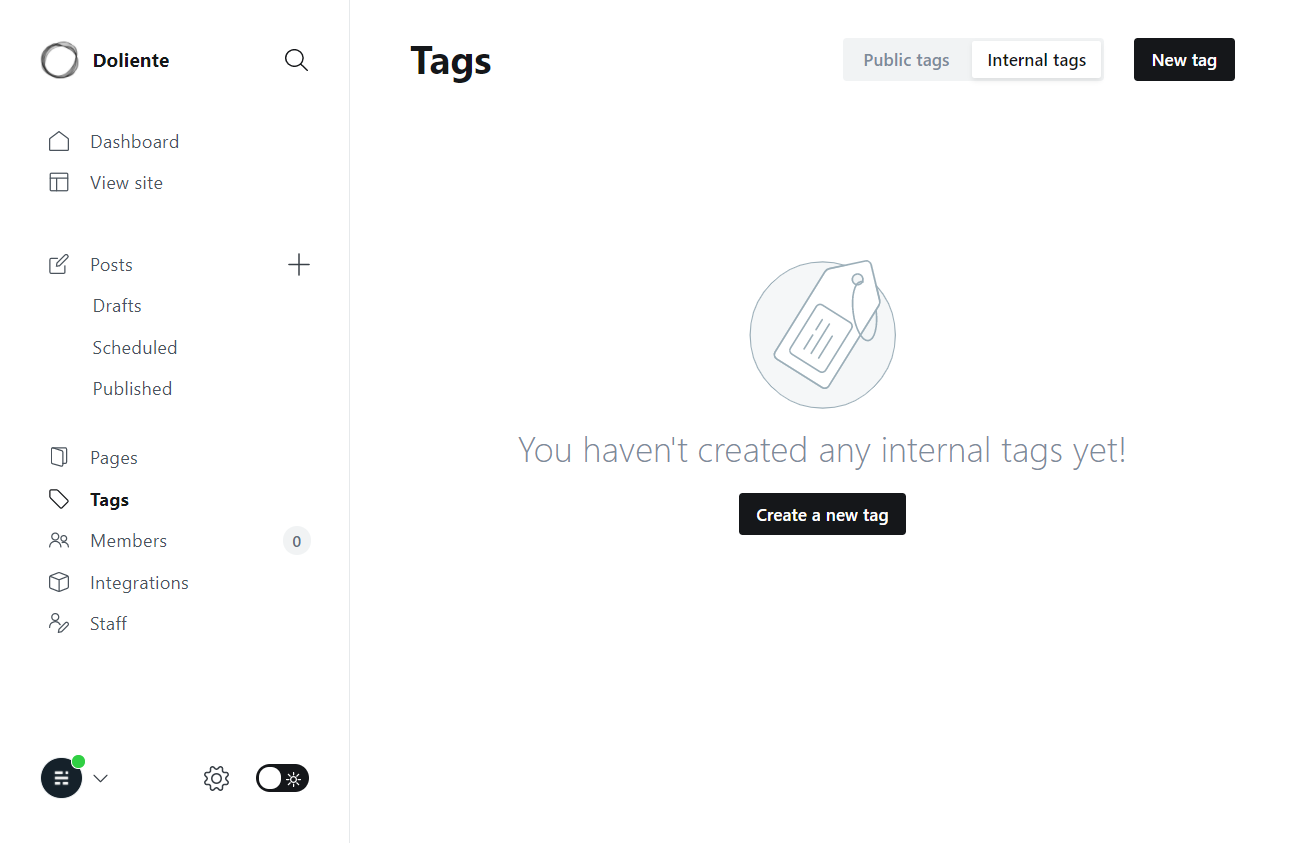 Doliente
Dashboard
View site
Posts
Drafts
Scheduled
Published
Pages
Tags
Members 0
Integrations
Staff
Tags
Public tags Internal tags New tag
You haven't created any internal tags yet!
Create a new tag